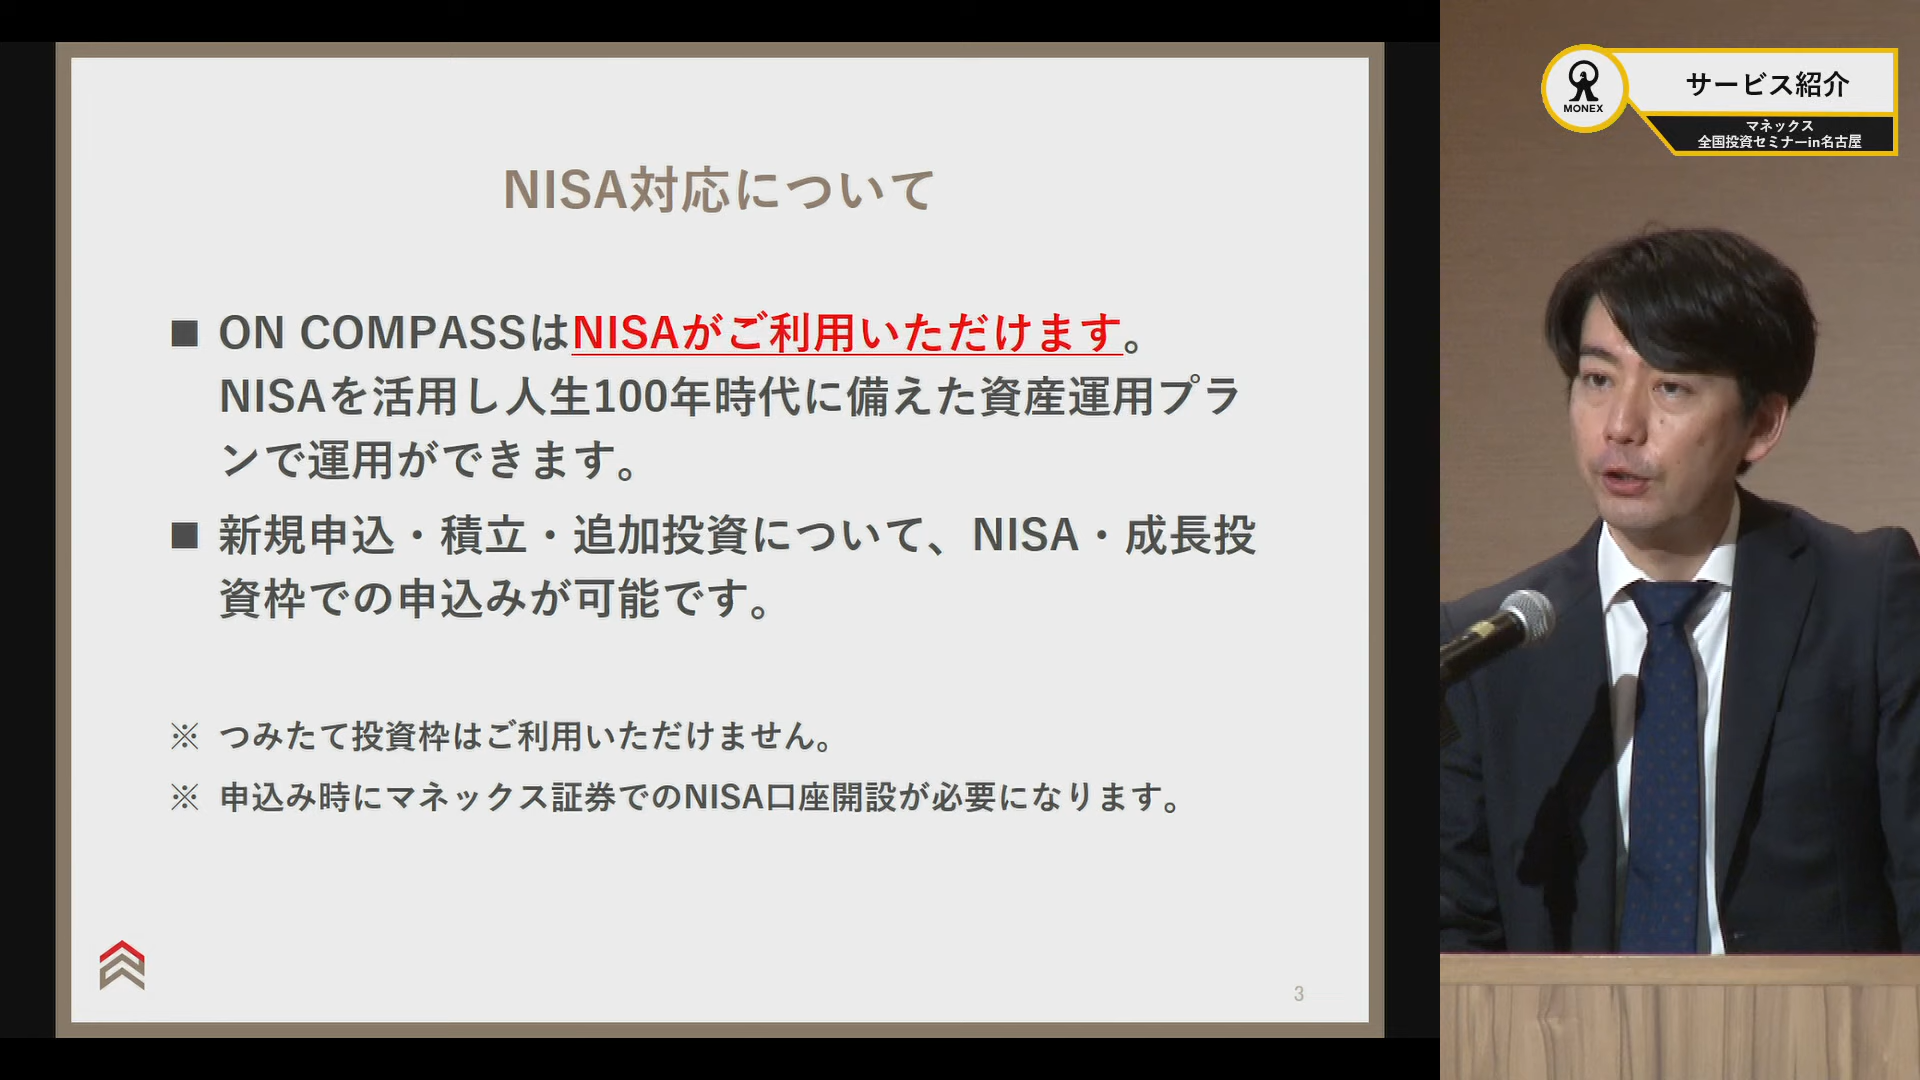 NISA対応について
■ ON COMPASSはNISAがご利用いただけます。
NISAを活用し人生100年時代に備えた資産運用プラ
ンで運用ができます。
■ 新規申込・積立・追加投資について、NISA・成長投
資枠での申込みが可能です。
※ つみたて投資枠はご利用いただけません。
※ 申込み時にマネックス証券でのNISA口座開設が必要になります。
3
MONEX
サービス紹介
マネックス
全国投資セミナーin名古屋